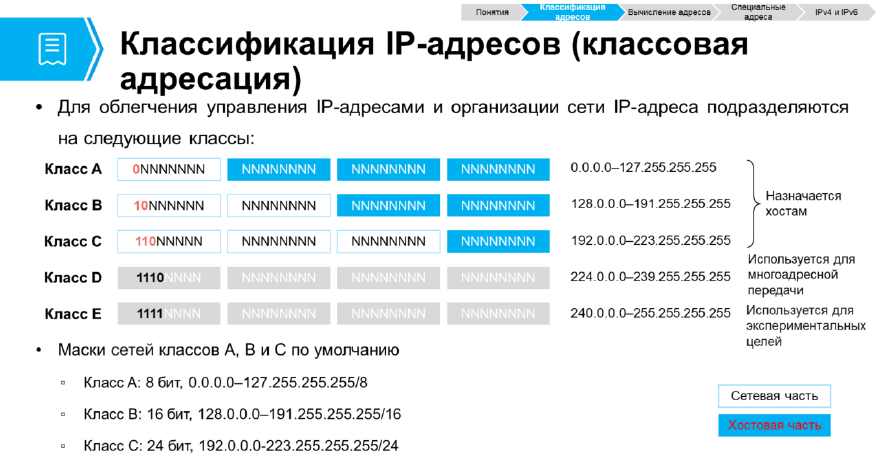 Понятия
Классификация
адресов
Вычисление адресов
Специальные
адреса
IPv4 и IPv6
Классификация IP-адресов (классовая
адресация)
• Для облегчения управления IP-адресами и организации сети IP-адреса подразделяются
на следующие классы:
Класс A 0NNNNNNN NNNNNNNN NNNNNNNN NNNNNNNN 0.0.0.0–127.255.255.255
Класс B 10NNNNNN NNNNNNNN NNNNNNNN NNNNNNNN 128.0.0.0–191.255.255.255
Назначается
хостам
Класс C 110NNNNN NNNNNNNN NNNNNNNN NNNNNNNN 192.0.0.0–223.255.255.255
Класс D 1110NNNN NNNNNNNN NNNNNNNN NNNNNNNN 224.0.0.0–239.255.255.255
Используется для
многоадресной
передачи
Класс E 1111NNNN NNNNNNNN NNNNNNNN NNNNNNNN 240.0.0.0–255.255.255.255
Используется для
экспериментальных
целей
• Маски сетей классов A, B и C по умолчанию
▫ Класс A: 8 бит, 0.0.0.0–127.255.255.255/8
▫ Класс B: 16 бит, 128.0.0.0–191.255.255.255/16
▫ Класс C: 24 бит, 192.0.0.0-223.255.255.255/24
Сетевая часть
Хостовая часть